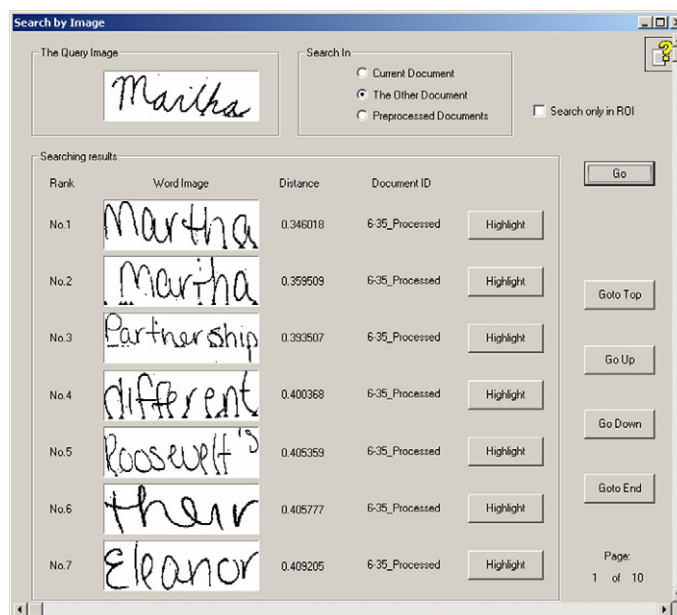 Search by Image
The Query Image
Martha
Search In
Current Document
The Other Document
Preprocessed Documents
Search only in ROI
Go
Searching results
Rank Word Image Distance Document ID
No.1 Martha 0.346018 6-35_Processed Highlight
No.2 Martha 0.359509 6-35_Processed Highlight
No.3 Partnership 0.393507 6-35_Processed Highlight
No.4 different 0.400368 6-35_Processed Highlight
No.5 Roosevelt's 0.405359 6-35_Processed Highlight
No.6 their 0.405777 6-35_Processed Highlight
No.7 Eleanor 0.409205 6-35_Processed Highlight
Goto Top
Go Up
Go Down
Goto End
Page:
1 of 10